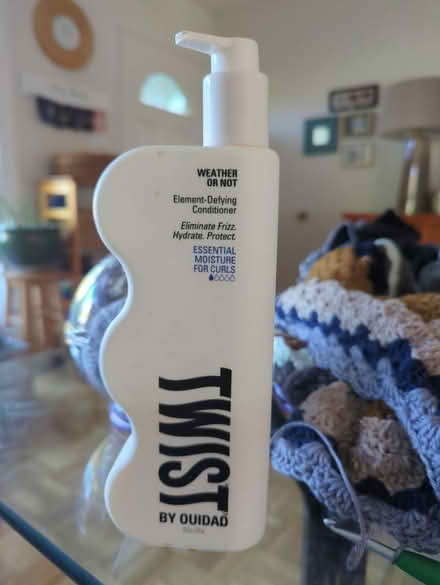 WEATHER
OR NOT
Element-Defying
Conditioner
Eliminate Frizz.
Hydrate. Protect.
ESSENTIAL
MOISTURE
FOR CURLS
TWIST
BY OUIDAD